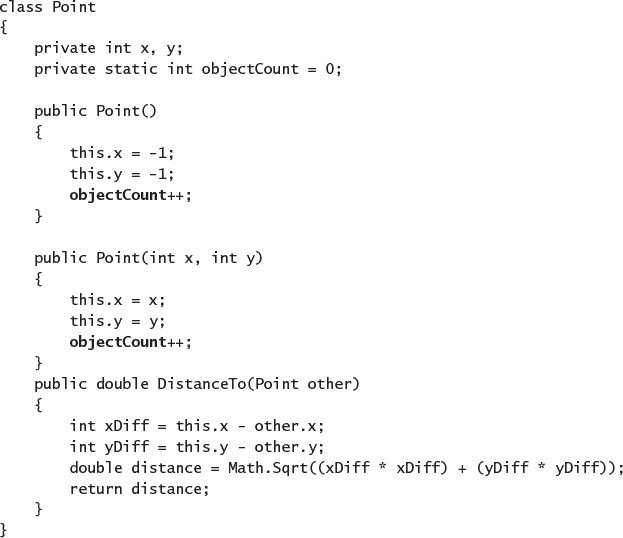 class Point
{
    private int x, y;
    private static int objectCount = 0;

    public Point()
    {
        this.x = -1;
        this.y = -1;
        objectCount++;
    }

    public Point(int x, int y)
    {
        this.x = x;
        this.y = y;
        objectCount++;
    }
    public double DistanceTo(Point other)
    {
        int xDiff = this.x - other.x;
        int yDiff = this.y - other.y;
        double distance = Math.Sqrt((xDiff * xDiff) + (yDiff * yDiff));
        return distance;
    }
}